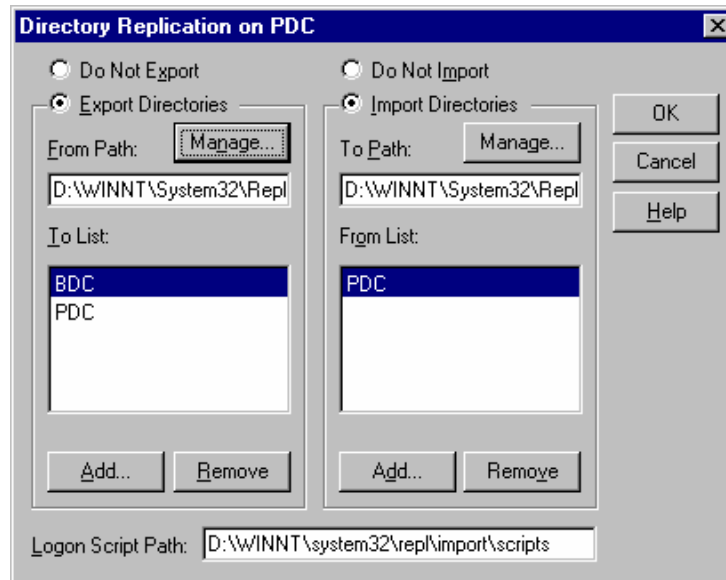 Directory Replication on PDC
Do Not Export
Do Not Import
Export Directories
Import Directories
OK
From Path:
Manage...
To Path:
Manage...
Cancel
D:\WINNT\System32\Repl
D:\WINNT\System32\Repl
Help
To List:
From List:
BDC
PDC
PDC
Add...
Remove
Add...
Remove
Logon Script Path:
D:\WINNT\system32\repl\import\scripts